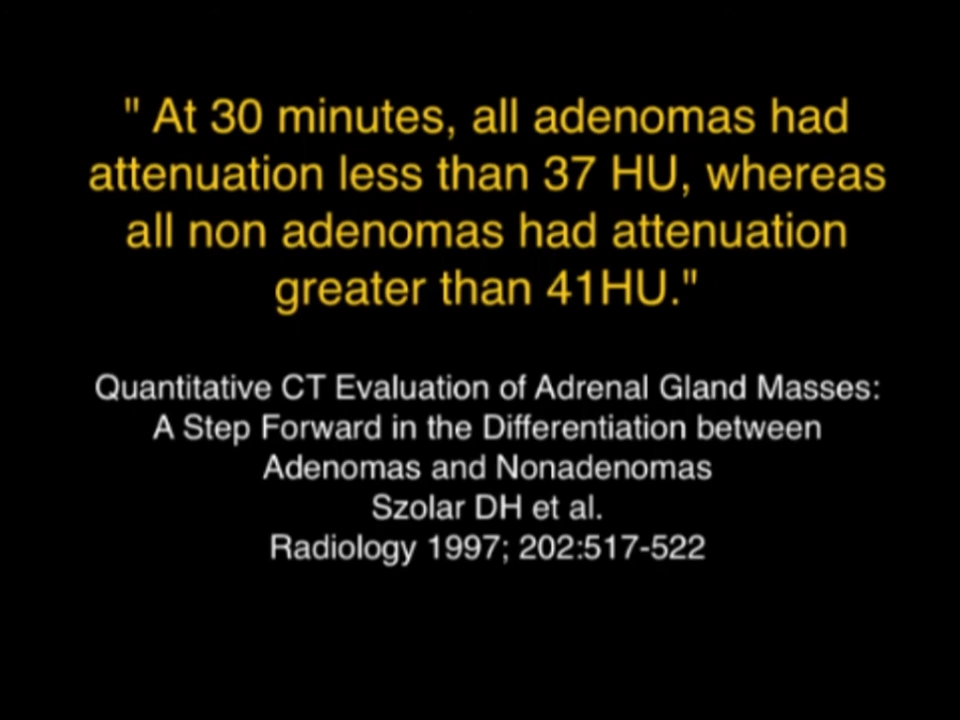 " At 30 minutes, all adenomas had
attenuation less than 37 HU, whereas
all non adenomas had attenuation
greater than 41HU."
Quantitative CT Evaluation of Adrenal Gland Masses:
A Step Forward in the Differentiation between
Adenomas and Nonadenomas
Szolar DH et al.
Radiology 1997; 202:517-522